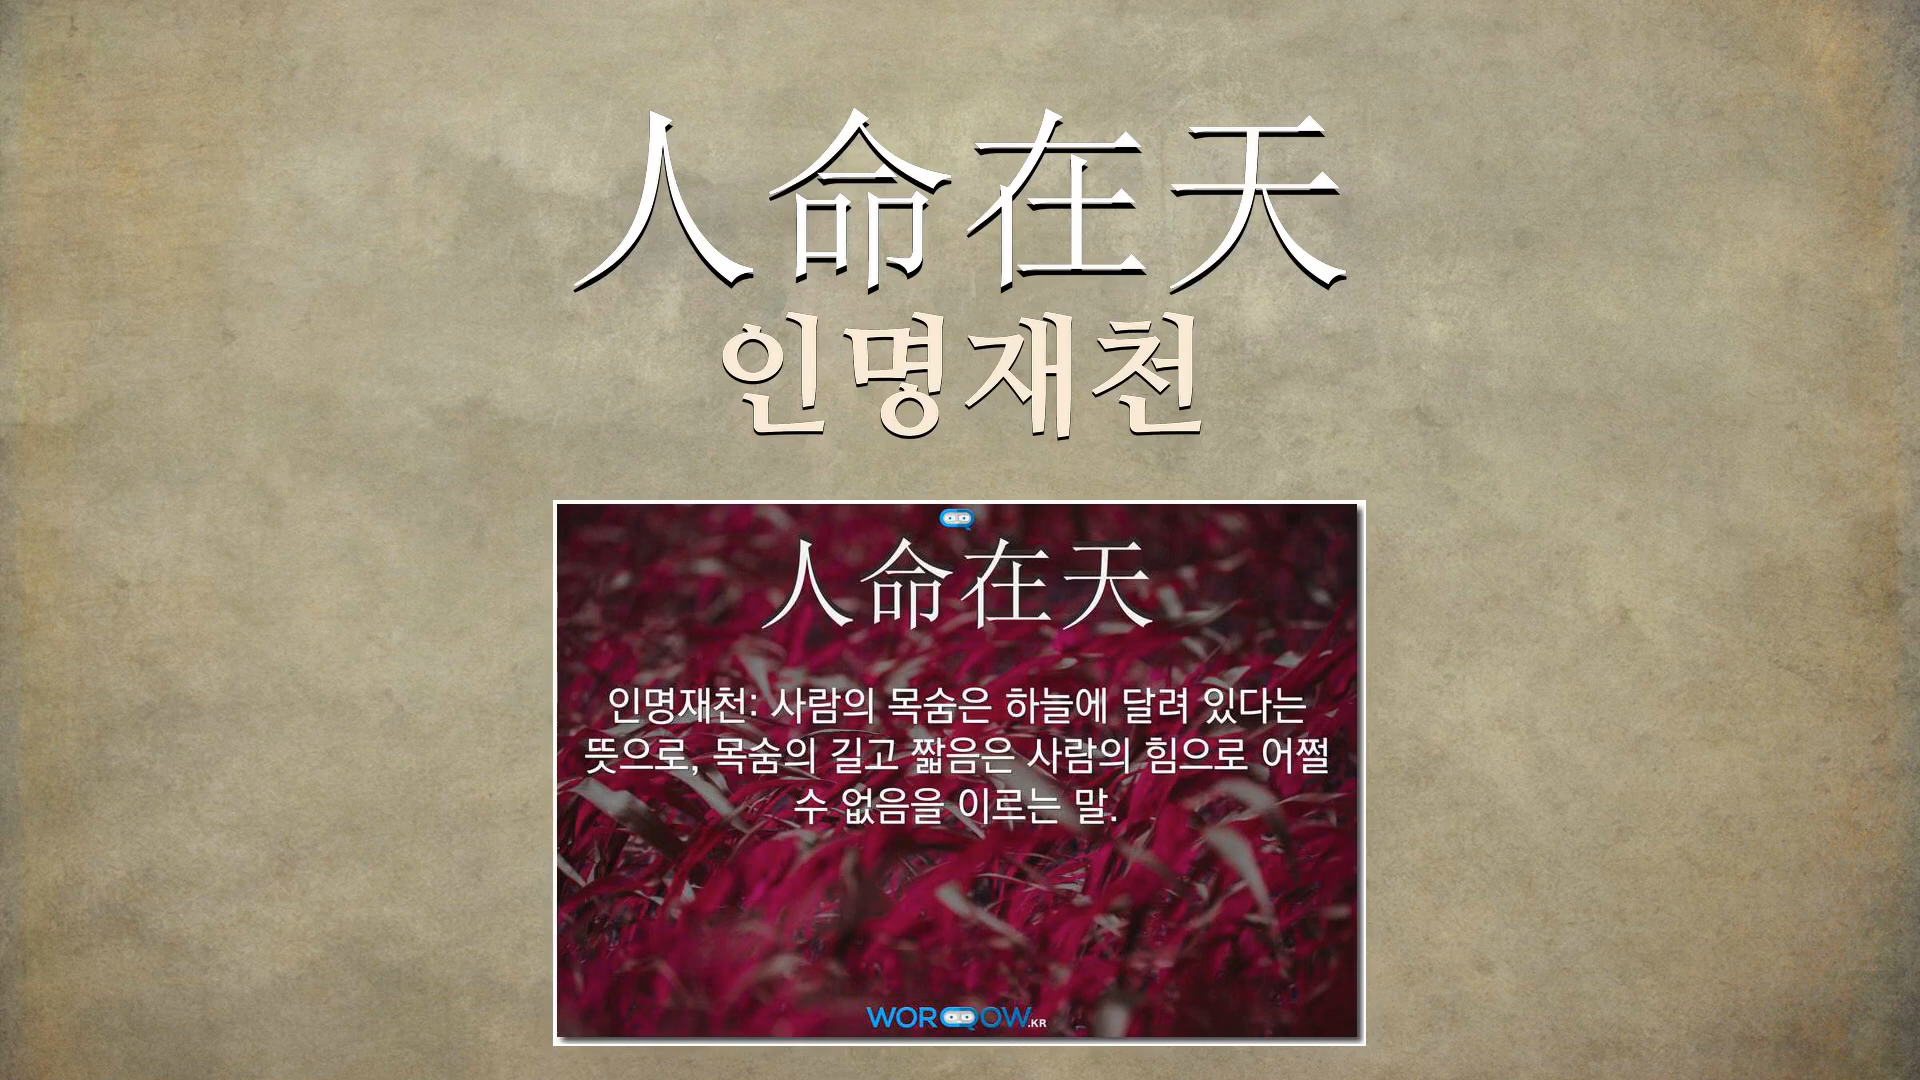 人命在天
인명재천
人命在天
인명재천: 사람의 목숨은 하늘에 달려 있다는
뜻으로, 목숨의 길고 짧음은 사람의 힘으로 어쩔
수 없음을 이르는 말.
WORQOW.KR